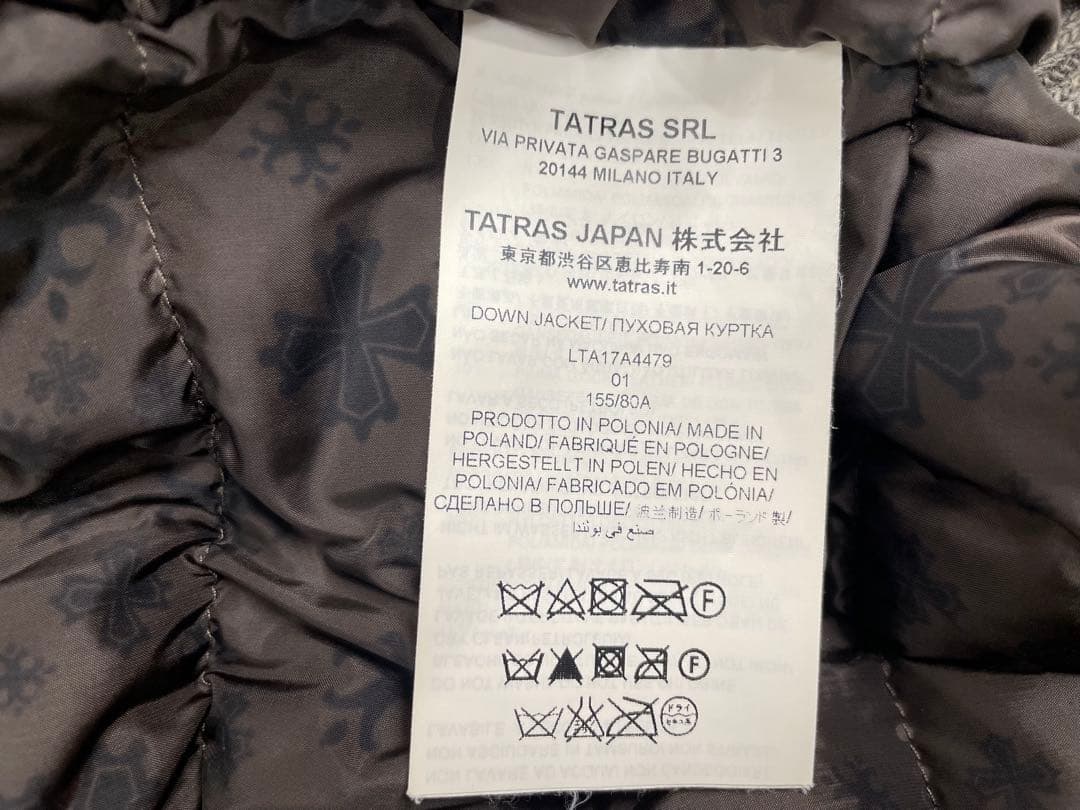 TATRAS SRL
VIA PRIVATA GASPARE BUGATTI 3
20144 MILANO ITALY
TATRAS JAPAN 株式会社
東京都渋谷区恵比寿南 1-20-6
www.tatras.it
DOWN JACKET/ ПУХОВАЯ КУРТКА
LTA17A4479
01
155/80A
PRODOTTO IN POLONIA/ MADE IN
POLAND/ FABRIQUÉ EN POLOGNE/
HERGESTELLT IN POLEN/ HECHO EN
POLONIA/ FABRICADO EM POLÓNIA/
СДЕЛАНО В ПОЛЬШЕ/ 波兰制造/ ポーランド製/
صنع في بولندا
F
F
ドライ